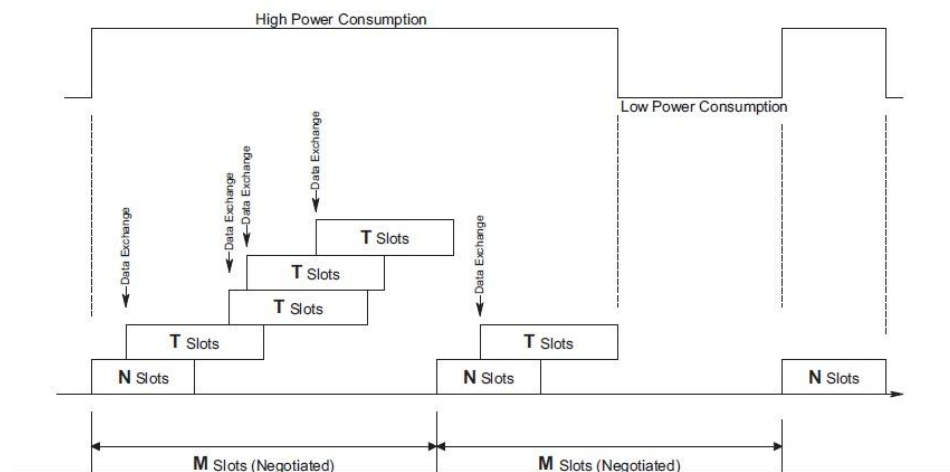 High Power Consumption
Low Power Consumption
Data Exchange
Data Exchange
Data Exchange
Data Exchange
Data Exchange
T Slots
T Slots
T Slots
T Slots
T Slots
N Slots
N Slots
N Slots
M Slots (Negotiated)
M Slots (Negotiated)